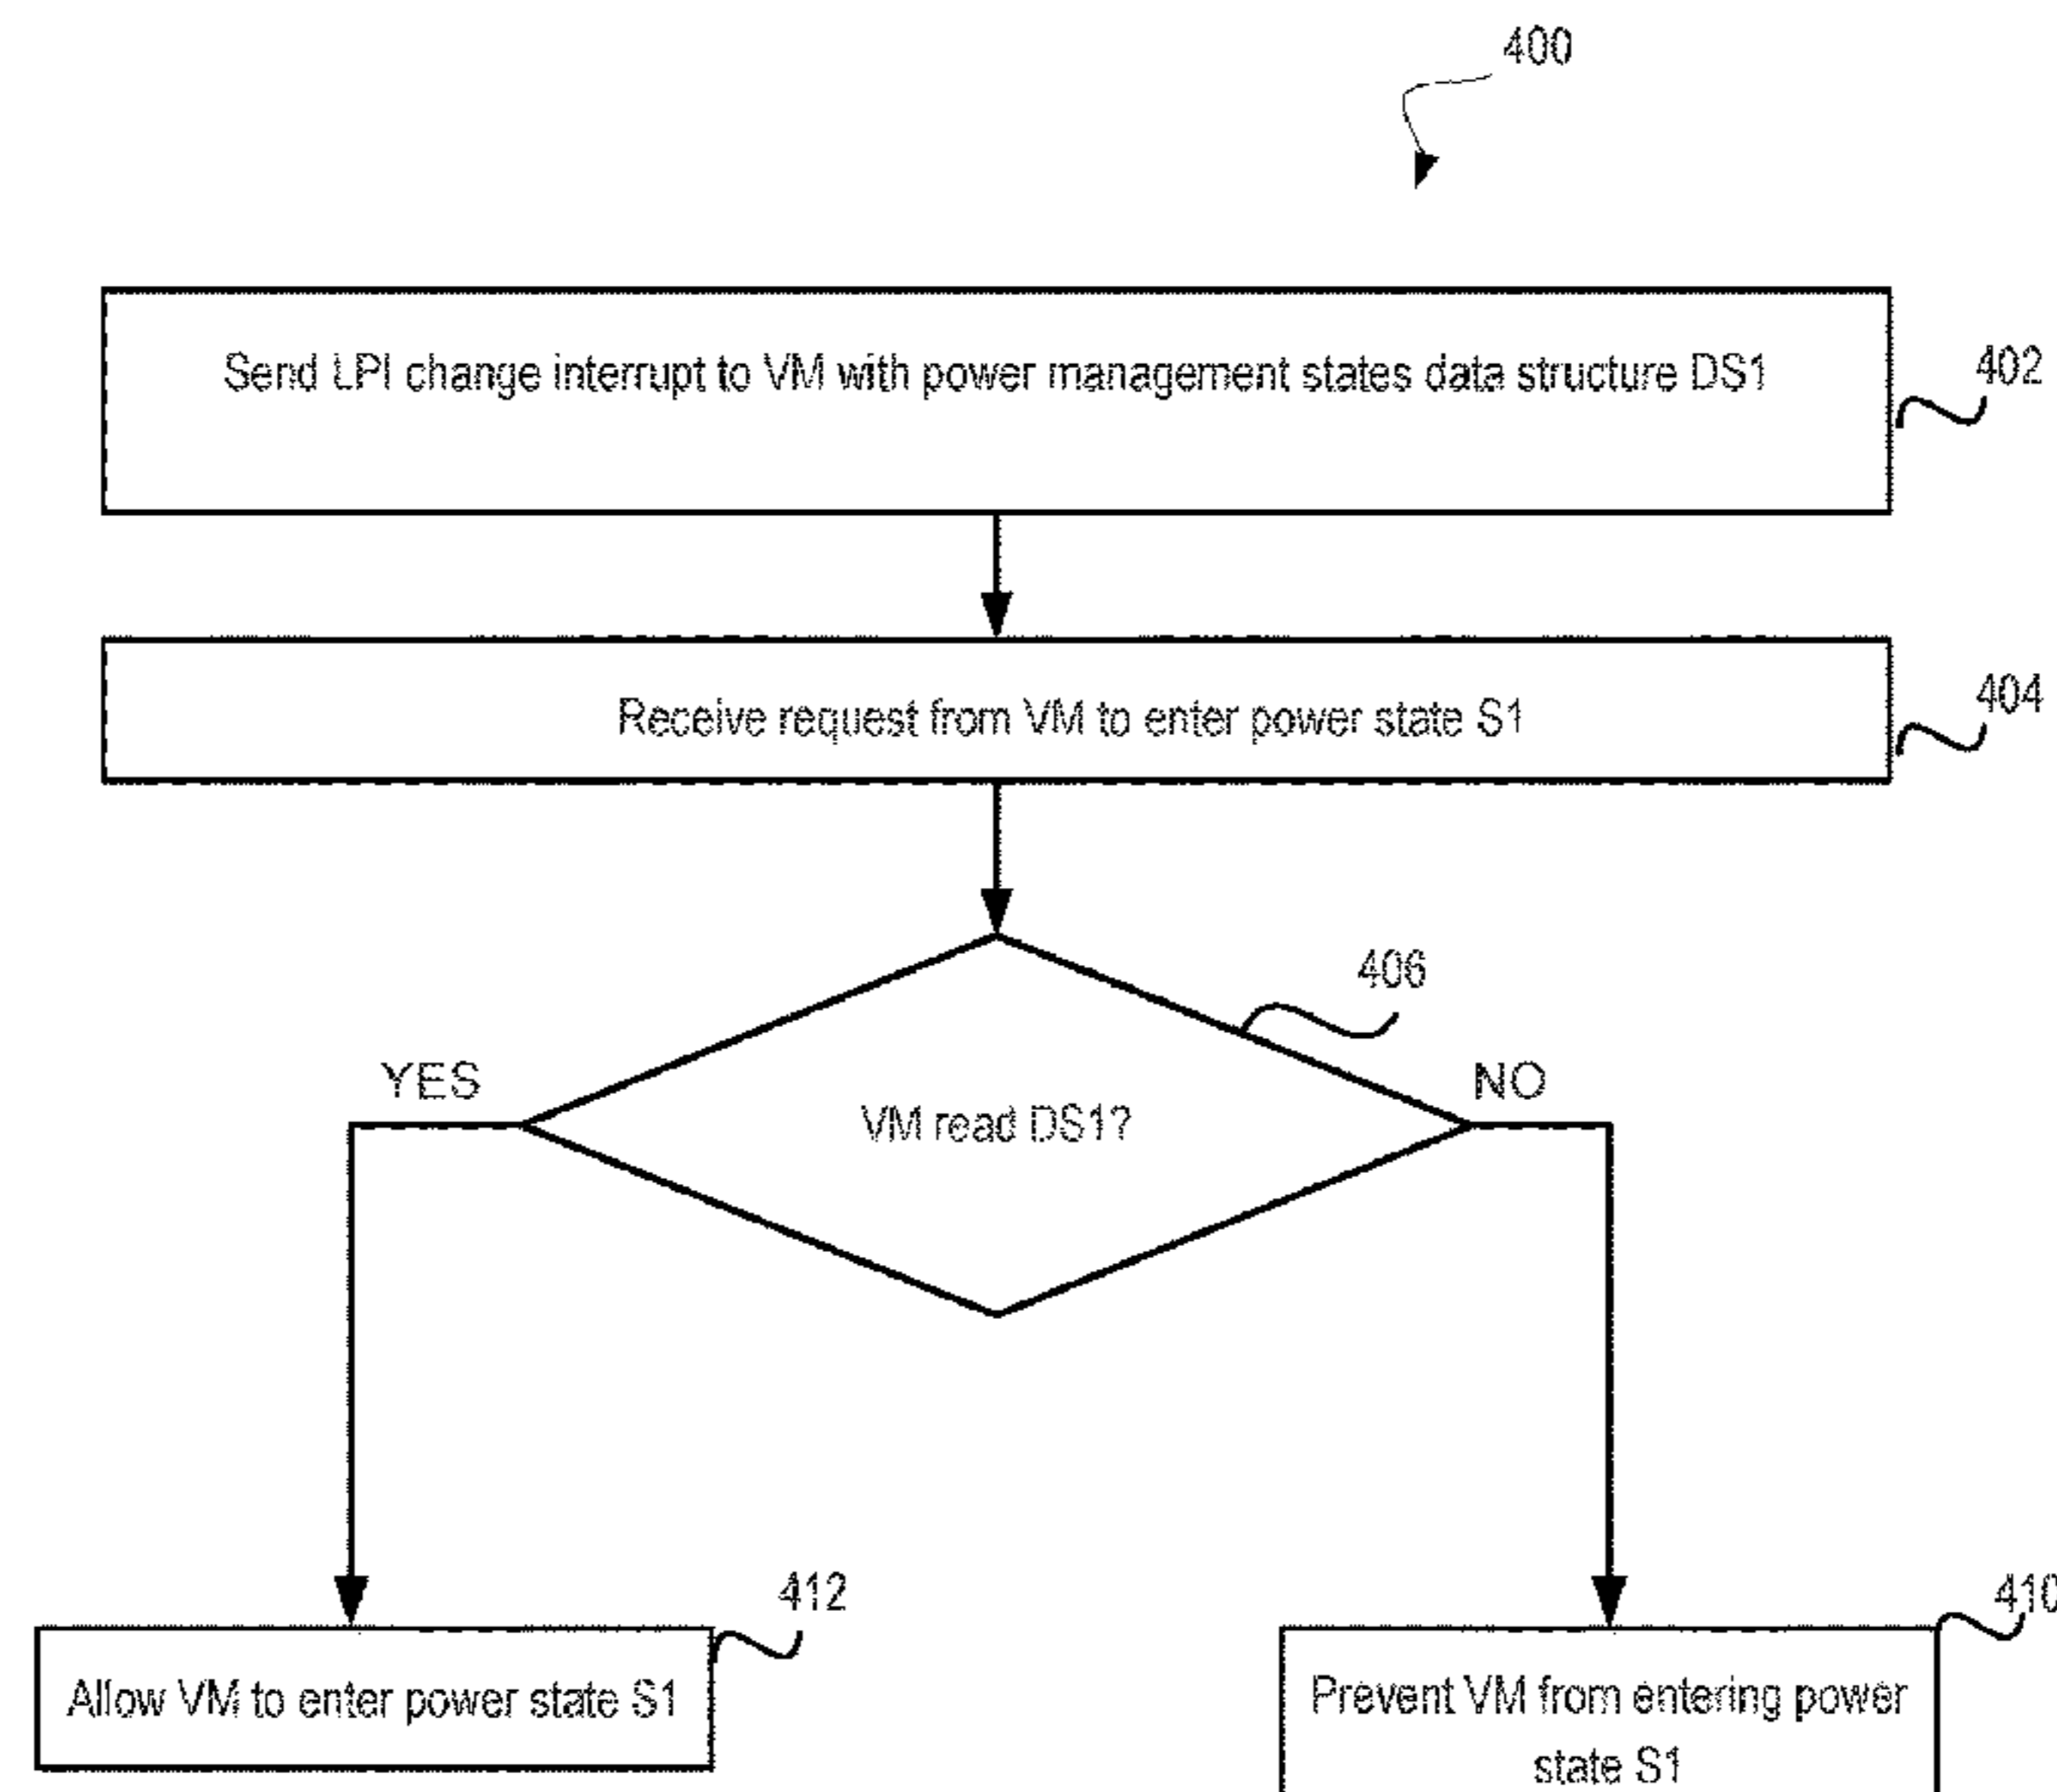 400
Send LPI change interrupt to VM with power management states data structure DS1
402
Receive request from VM to enter power state S1
404
406
YES
NO
VM read DS1?
412
410
Allow VM to enter power state S1
Prevent VM from entering power
state S1